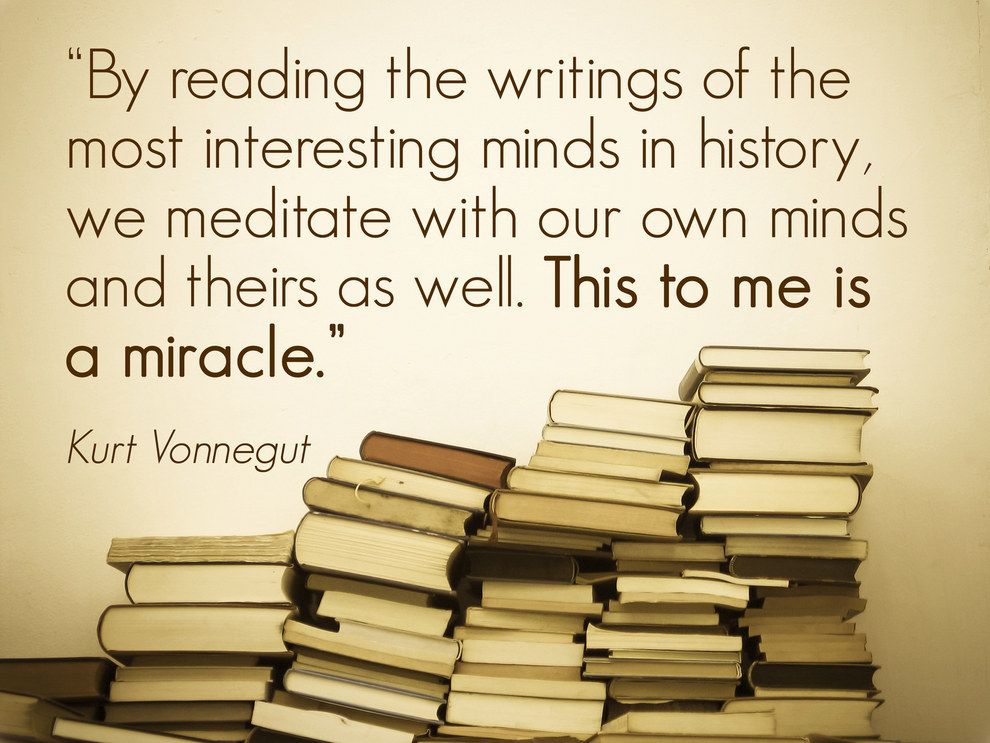 “By reading the writings of the
most interesting minds in history,
we meditate with our own minds
and theirs as well. This to me is
a miracle.”
Kurt Vonnegut